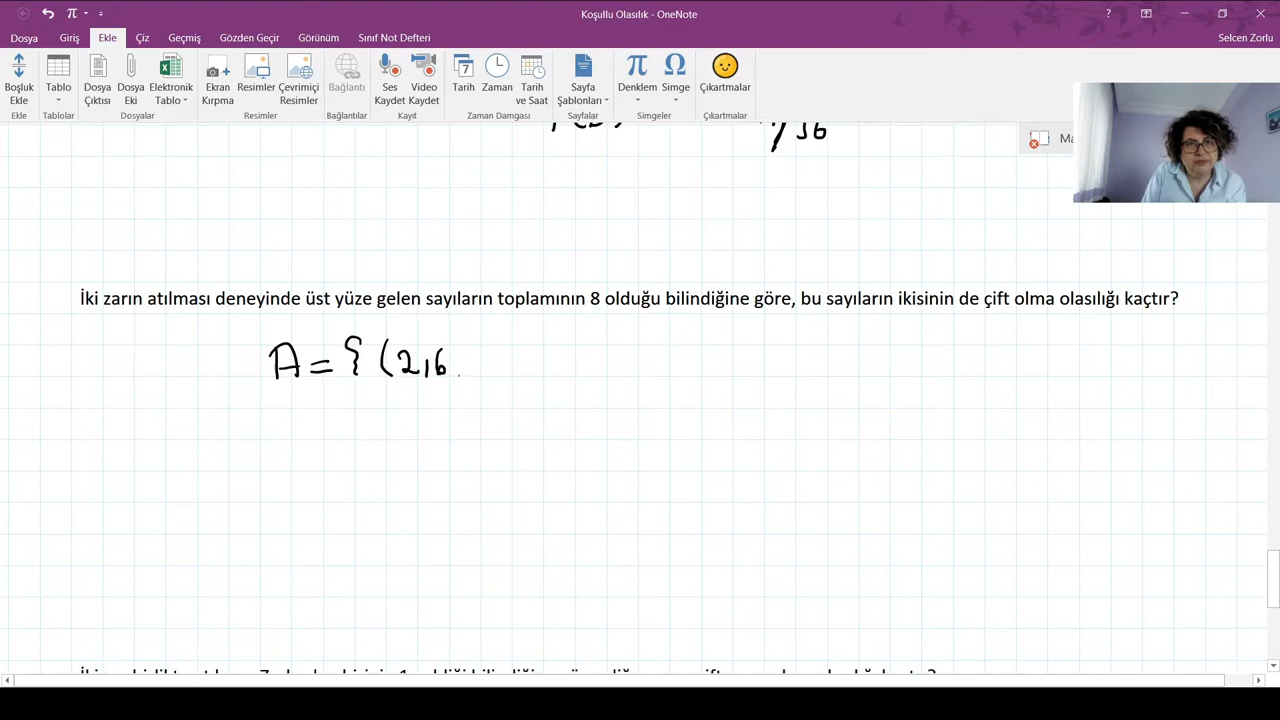 Koşullu Olasılık - OneNote
Dosya Giriş Ekle Çiz Geçmiş Gözden Geçir Görünüm Sınıf Not Defteri Selcen Zorlu
Boşluk Ekle Tablo Dosya Çıktısı Dosya Eki Elektronik Tablo Ekran Kırpma Resimler Çevrimiçi Resimler Bağlantı Ses Kaydet Video Kaydet Tarih Zaman Tarih ve Saat Sayfa Şablonları Denklem Simge Çıkartmalar
Ekle Tablolar Dosyalar Resimler Bağlantılar Kayıt Zaman Damgası Sayfalar Simgeler Çıkartmalar
36
İki zarın atılması deneyinde üst yüze gelen sayıların toplamının 8 olduğu bilindiğine göre, bu sayıların ikisinin de çift olma olasılığı kaçtır?
A = { (2,6